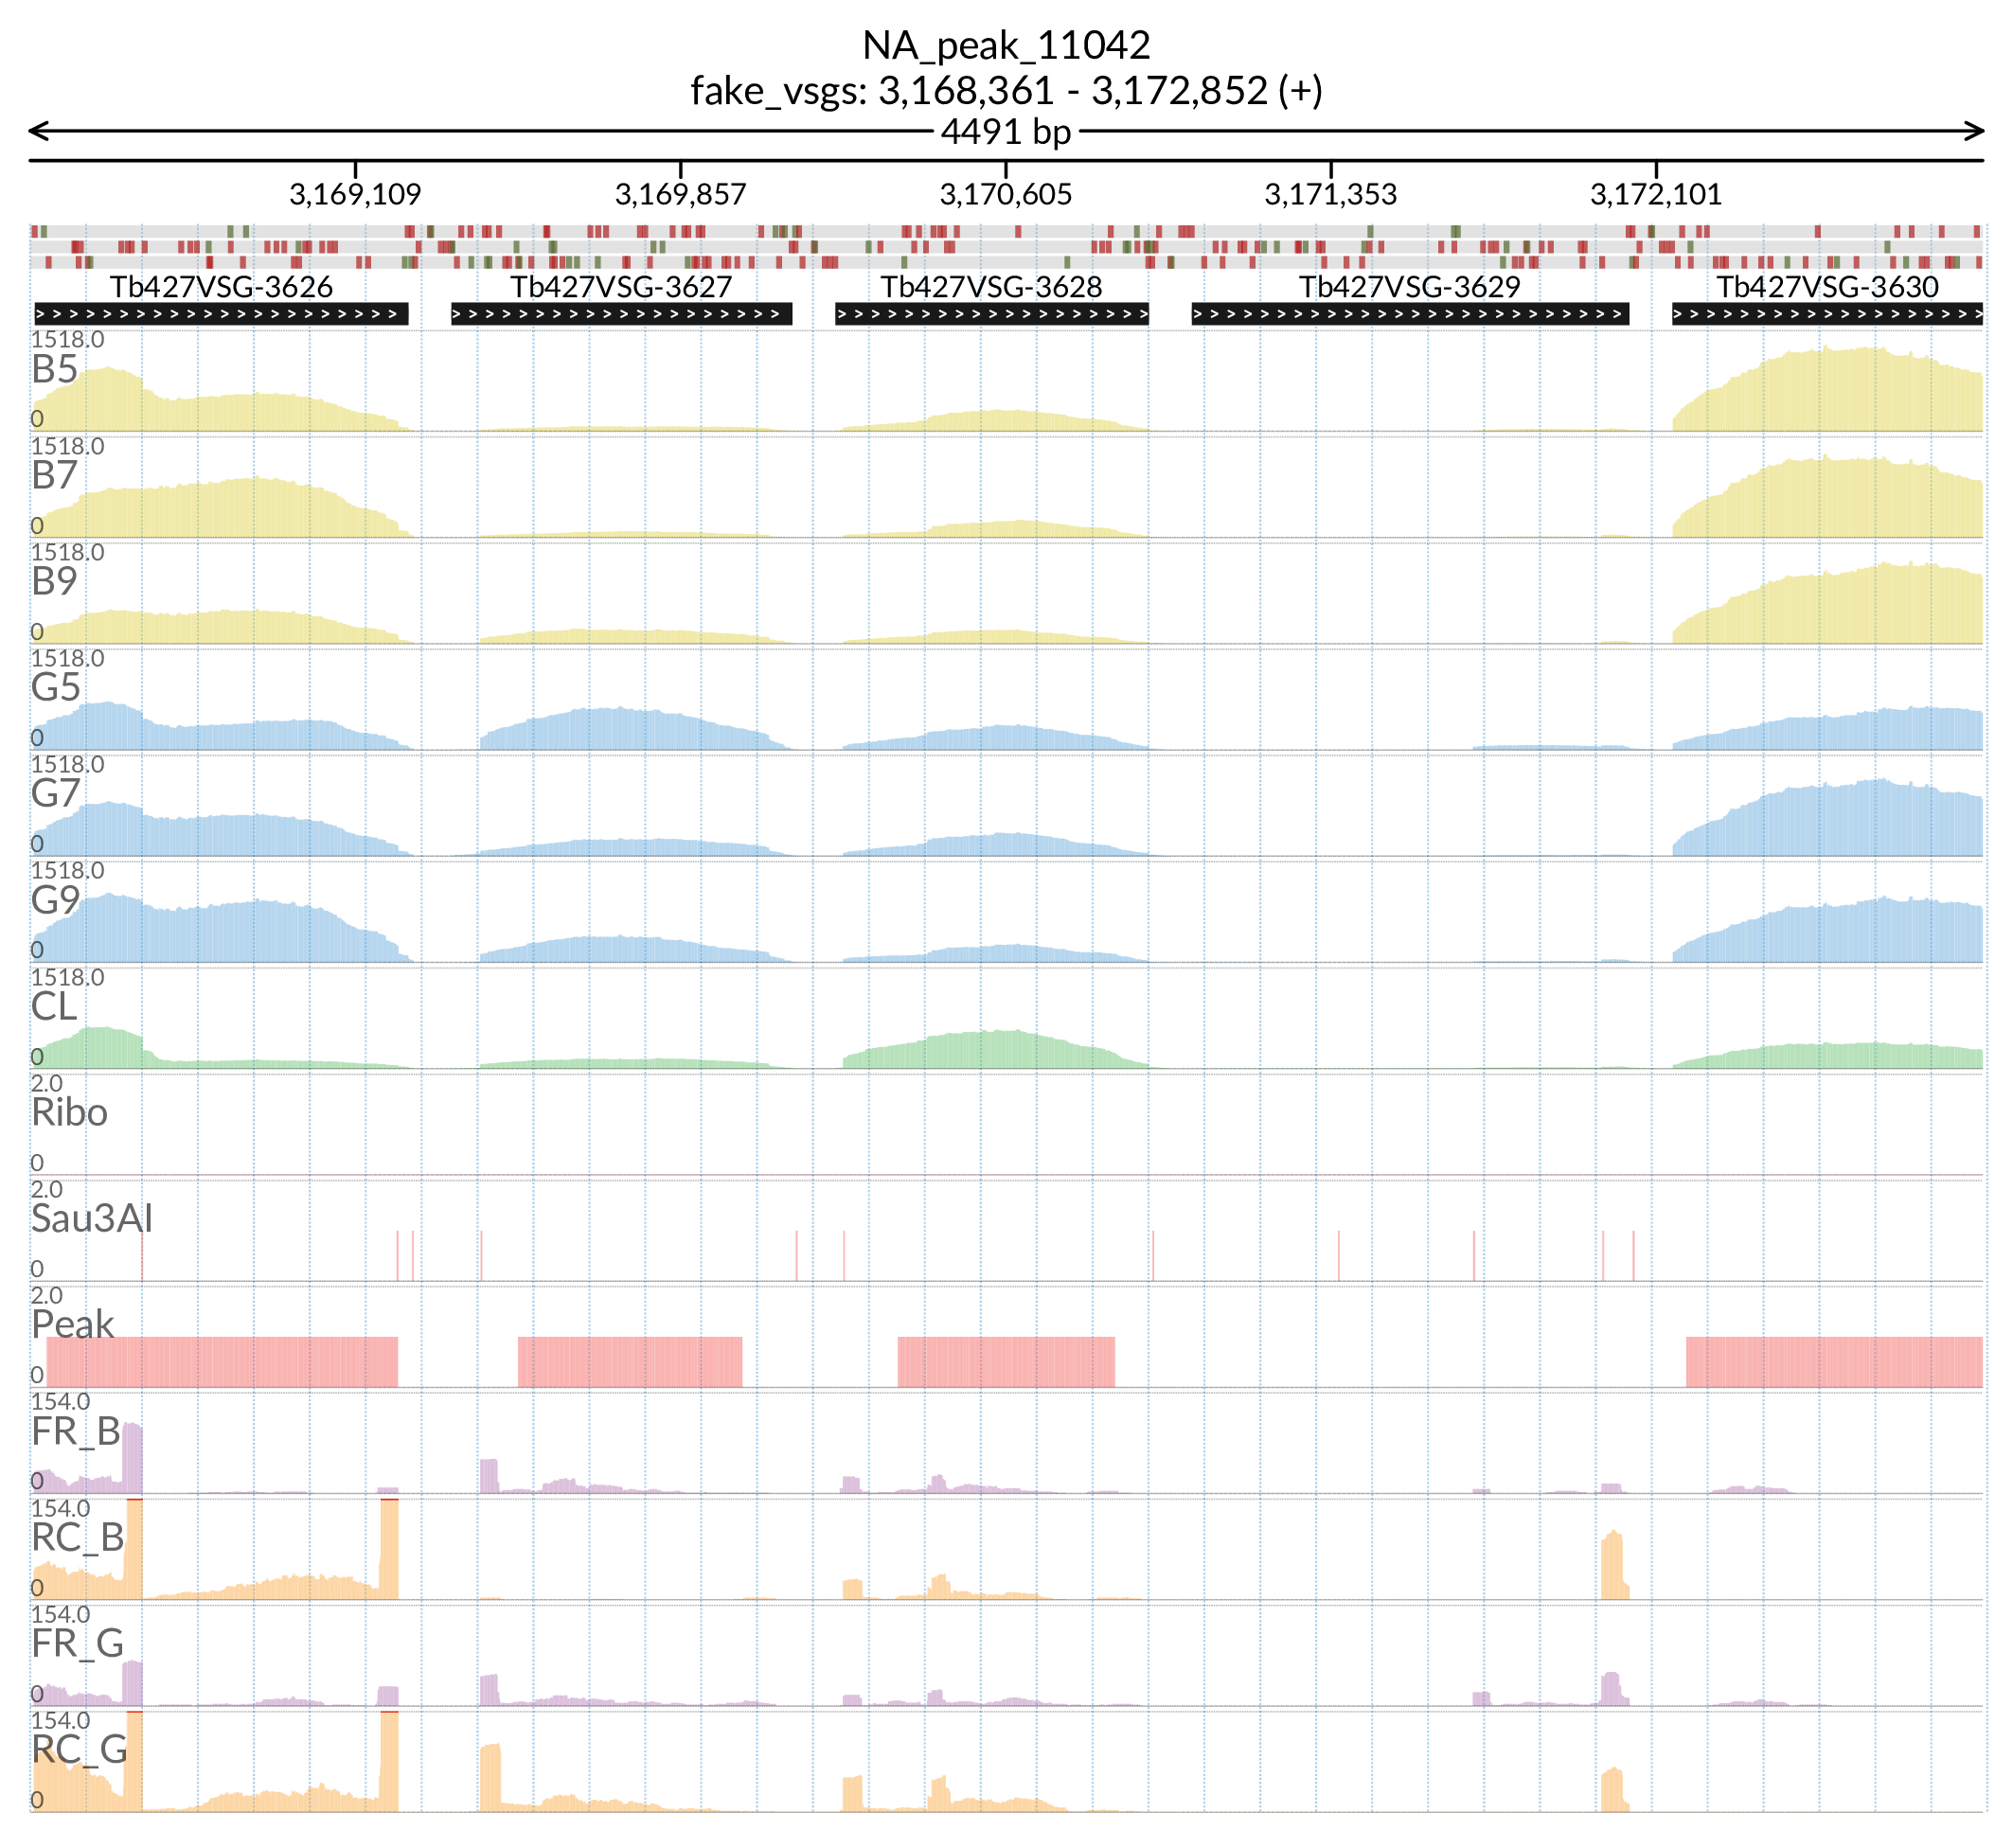 NA_peak_11042
fake_vsgs: 3,168,361 - 3,172,852 (+)
4491 bp
3,169,109 3,169,857 3,170,605 3,171,353 3,172,101
Tb427VSG-3626 Tb427VSG-3627 Tb427VSG-3628 Tb427VSG-3629 Tb427VSG-3630
1518.0
B5
0
1518.0
B7
0
1518.0
B9
0
1518.0
G5
0
1518.0
G7
0
1518.0
G9
0
1518.0
CL
0
2.0
Ribo
0
2.0
Sau3AI
0
2.0
Peak
0
154.0
FR_B
0
154.0
RC_B
0
154.0
FR_G
0
154.0
RC_G
0